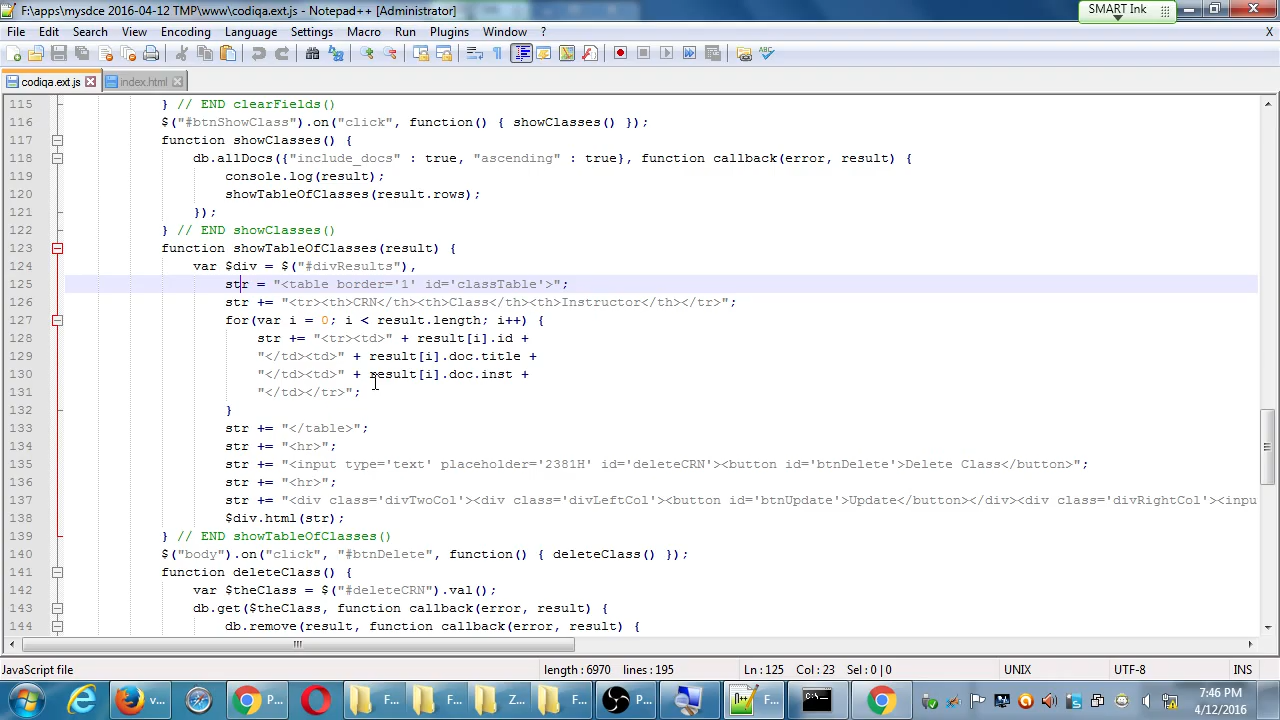 F:\apps\mysdce 2016-04-12 TMP\www\codiqa.ext.js - Notepad++ [Administrator]
SMART Ink
File Edit Search View Encoding Language Settings Macro Run Plugins Window ? X
codiqa.ext.js index.html
115 } // END clearFields()
116 $("#btnShowClass").on("click", function() { showClasses() });
117 function showClasses() {
118 db.allDocs({"include_docs" : true, "ascending" : true}, function callback(error, result) {
119 console.log(result);
120 showTableOfClasses(result.rows);
121 });
122 } // END showClasses()
123 function showTableOfClasses(result) {
124 var $div = $("#divResults"),
125 str = "<table border='1' id='classTable'>";
126 str += "<tr><th>CRN</th><th>Class</th><th>Instructor</th></tr>";
127 for(var i = 0; i < result.length; i++) {
128 str += "<tr><td>" + result[i].id +
129 "</td><td>" + result[i].doc.title +
130 "</td><td>" + result[i].doc.inst +
131 "</td></tr>";
132 }
133 str += "</table>";
134 str += "<hr>";
135 str += "<input type='text' placeholder='2381H' id='deleteCRN'><button id='btnDelete'>Delete Class</button>";
136 str += "<hr>";
137 str += "<div class='divTwoCol'><div class='divLeftCol'><button id='btnUpdate'>Update</button></div><div class='divRightCol'><inpu
138 $div.html(str);
139 } // END showTableOfClasses()
140 $("body").on("click", "#btnDelete", function() { deleteClass() });
141 function deleteClass() {
142 var $theClass = $("#deleteCRN").val();
143 db.get($theClass, function callback(error, result) {
144 db.remove(result, function callback(error, result) {
JavaScript file length : 6970 lines : 195 Ln : 125 Col : 23 Sel : 0 | 0 UNIX UTF-8 INS
v... P... F... F... Z... F... P... F... 7:46 PM
4/12/2016